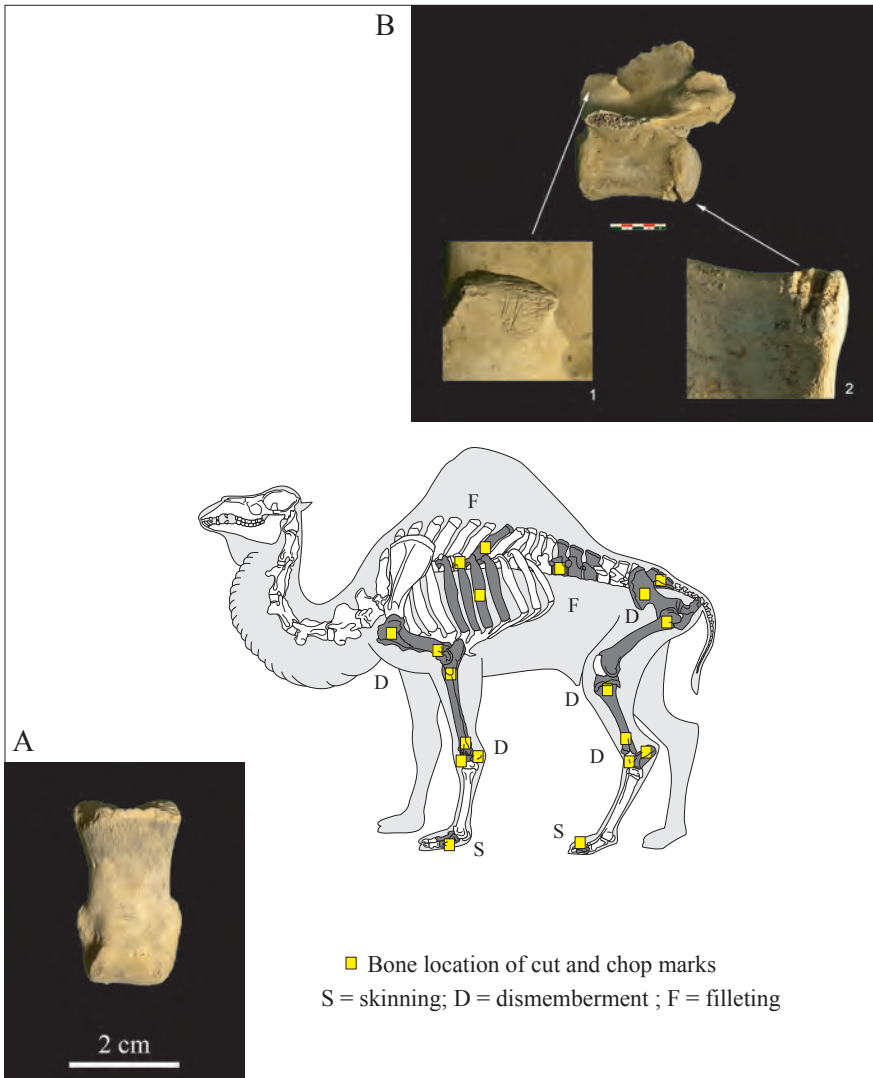 B
1
2
F
F
D
D
D
D
D
S
S
A
2 cm
Bone location of cut and chop marks
S = skinning; D = dismemberment ; F = filleting